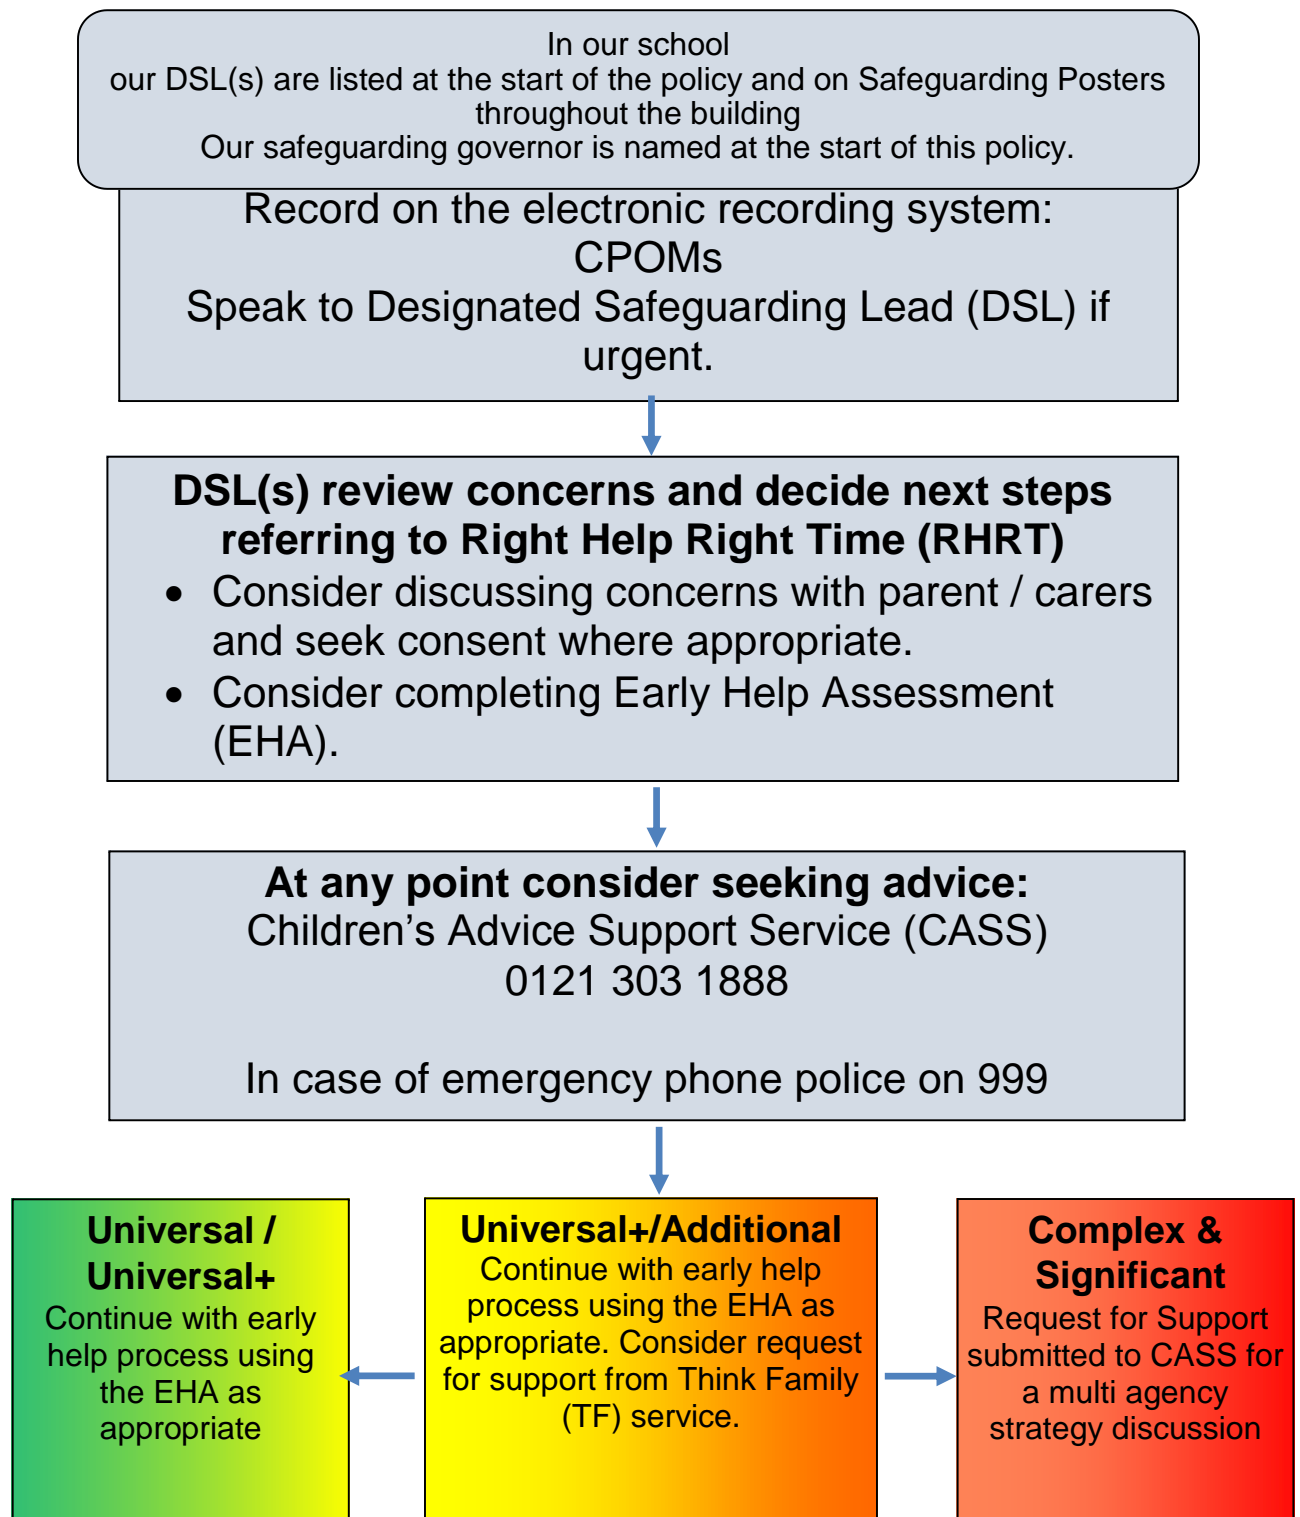 In our school
our DSL(s) are listed at the start of the policy and on Safeguarding Posters
throughout the building
Our safeguarding governor is named at the start of this policy.
Record on the electronic recording system:
CPOMs
Speak to Designated Safeguarding Lead (DSL) if
urgent.
DSL(s) review concerns and decide next steps
referring to Right Help Right Time (RHRT)
• Consider discussing concerns with parent / carers
and seek consent where appropriate.
• Consider completing Early Help Assessment
(EHA).
At any point consider seeking advice:
Children’s Advice Support Service (CASS)
0121 303 1888
In case of emergency phone police on 999
Universal /
Universal+
Continue with early
help process using
the EHA as
appropriate
Universal+/Additional
Continue with early help
process using the EHA as
appropriate. Consider request
for support from Think Family
(TF) service.
Complex &
Significant
Request for Support
submitted to CASS for
a multi agency
strategy discussion